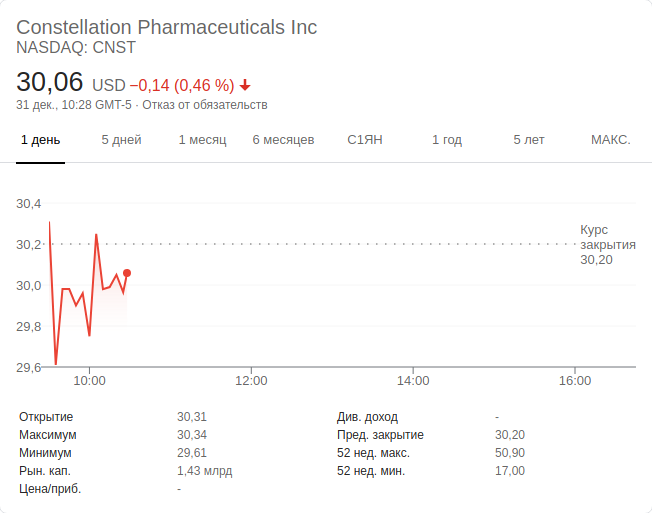 Constellation Pharmaceuticals Inc
NASDAQ: CNST
30,06 USD −0,14 (0,46 %)
31 дек., 10:28 GMT-5 · Отказ от обязательств
1 день 5 дней 1 месяц 6 месяцев С1ЯН 1 год 5 лет МАКС.
30,4
30,2
30,0
29,8
29,6
Курс
закрытия
30,20
10:00 12:00 14:00 16:00
Открытие 30,31 Див. доход -
Максимум 30,34 Пред. закрытие 30,20
Минимум 29,61 52 нед. макс. 50,90
Рын. кап. 1,43 млрд 52 нед. мин. 17,00
Цена/приб. -